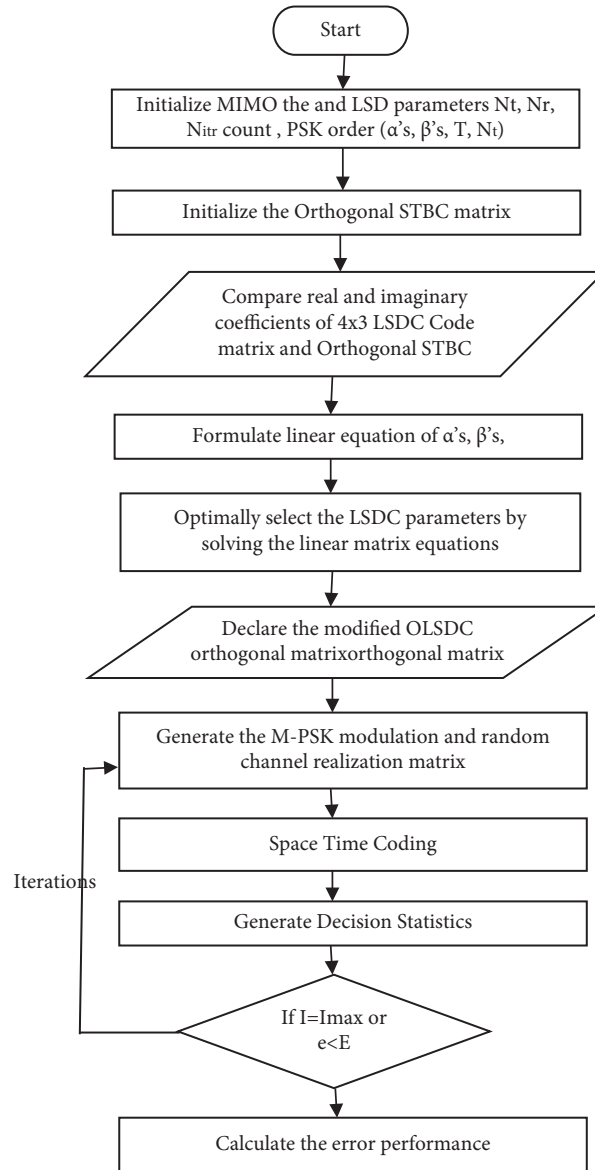 Start
Initialize MIMO the and LSD parameters Nt, Nr,
Nitr count , PSK order (α's, β's, T, Nt)
Initialize the Orthogonal STBC matrix
Compare real and imaginary
coefficients of 4x3 LSDC Code
matrix and Orthogonal STBC
Formulate linear equation of α's, β's,
Optimally select the LSDC parameters by
solving the linear matrix equations
Declare the modified OLSDC
orthogonal matrixorthogonal matrix
Generate the M-PSK modulation and random
channel realization matrix
Space Time Coding
Iterations
Generate Decision Statistics
If I=Imax or
e<E
Calculate the error performance